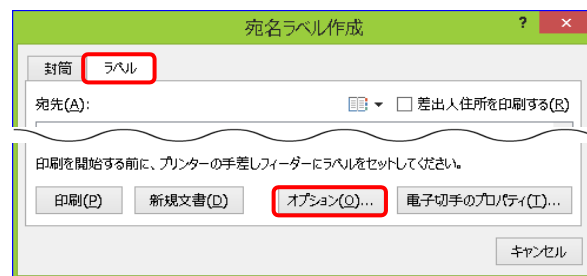 宛名ラベル作成 ? ×
封筒 ラベル
宛先(A): 差出人住所を印刷する(R)
印刷を開始する前に、プリンターの手差しフィーダーにラベルをセットしてください。
印刷(P) 新規文書(D) オプション(O)... 電子切手のプロパティ(I)...
キャンセル